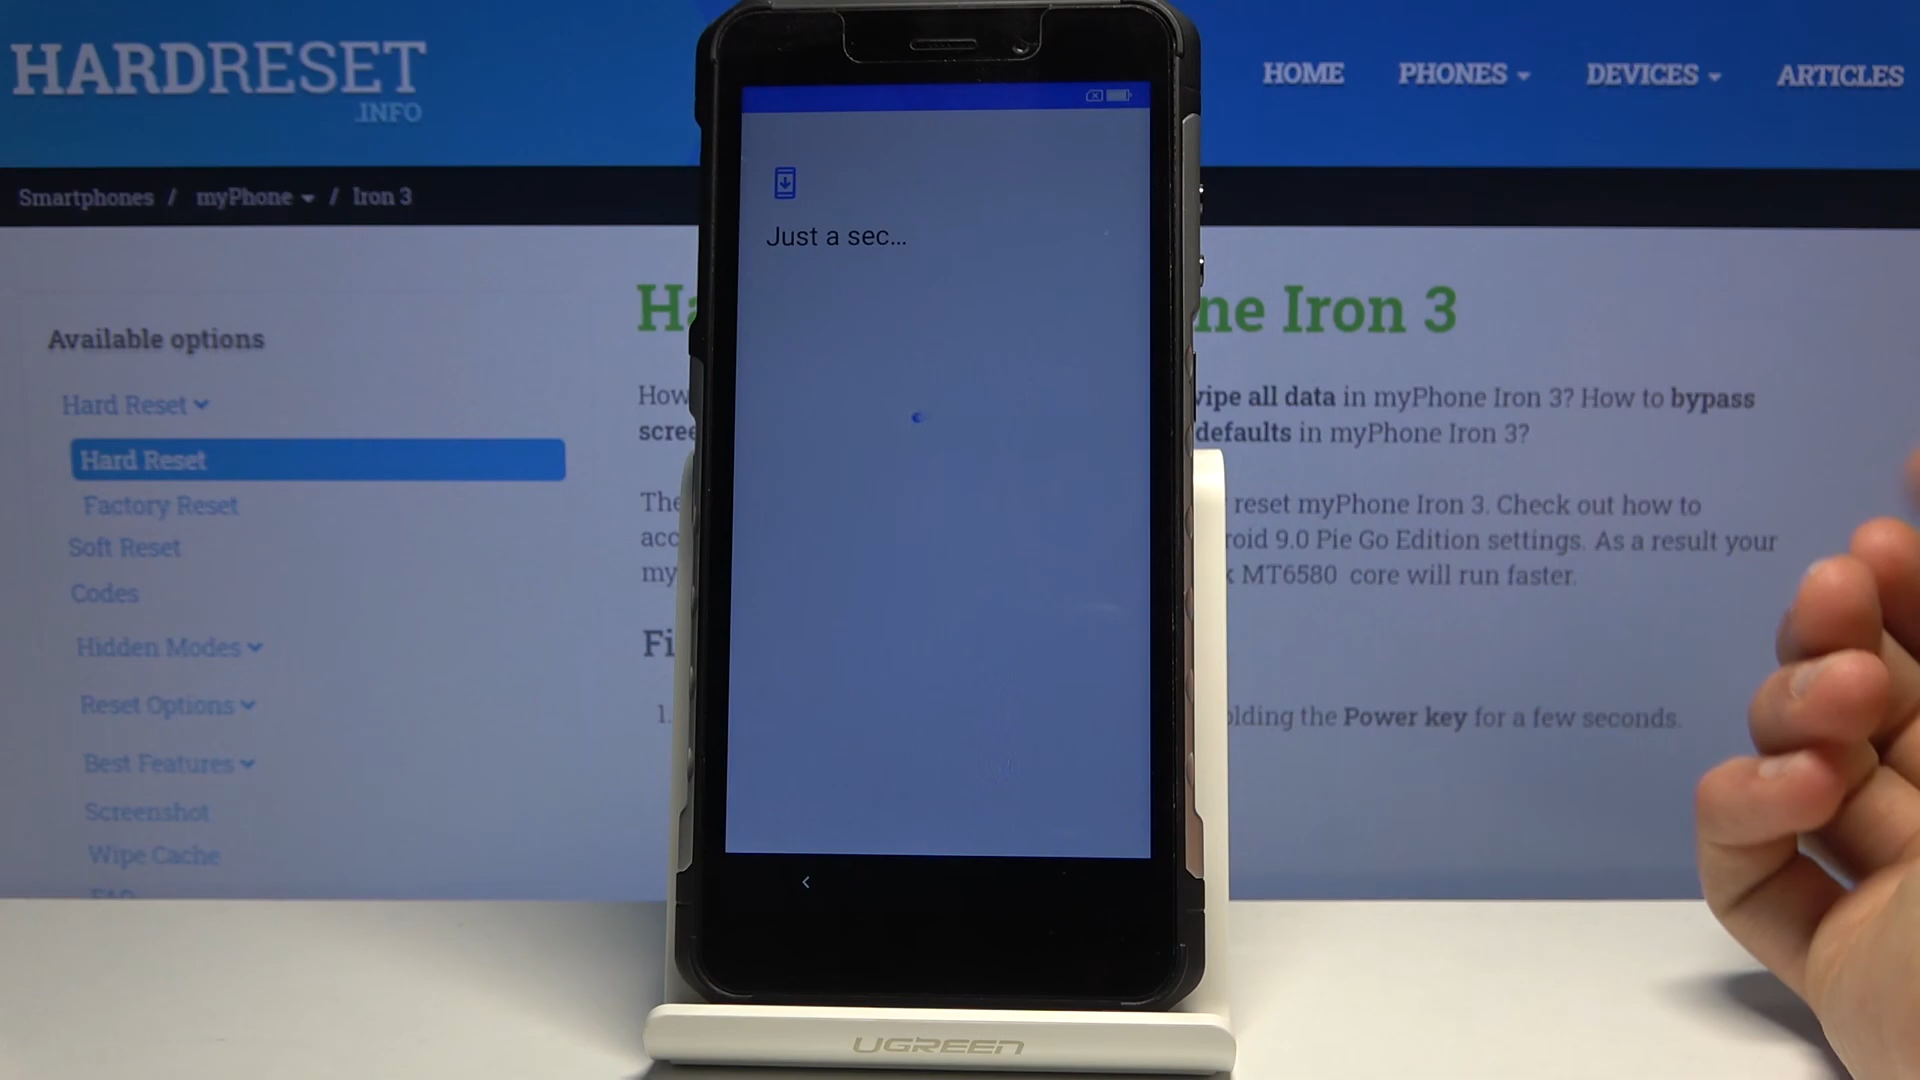 HARDRESET
.INFO
HOME PHONES DEVICES ARTICLES
Smartphones / myPhone / Iron 3
Available options
Hard Reset
Hard Reset
Factory Reset
Soft Reset
Codes
Hidden Modes
Reset Options
Best Features
Screenshot
Wipe Cache
FAQ
Just a sec...
ne Iron 3
How wipe all data in myPhone Iron 3? How to bypass
scree defaults in myPhone Iron 3?
The reset myPhone Iron 3. Check out how to
acc roid 9.0 Pie Go Edition settings. As a result your
my MT6580 core will run faster.
Fi
1. olding the Power key for a few seconds.
UGREEN